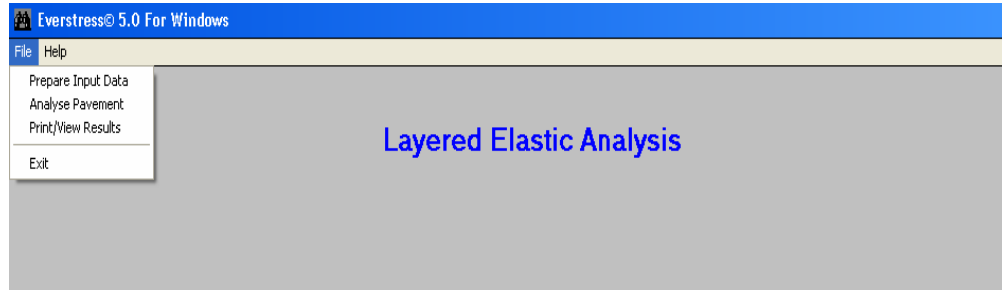 Everstress© 5.0 For Windows
File Help
Prepare Input Data
Analyse Pavement
Print/View Results
Exit
Layered Elastic Analysis